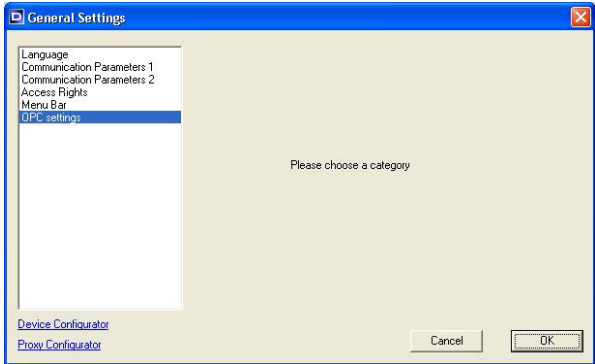 D General Settings
Language
Communication Parameters 1
Communication Parameters 2
Access Rights
Menu Bar
OPC settings
Please choose a category
Device Configurator
Proxy Configurator
Cancel
OK